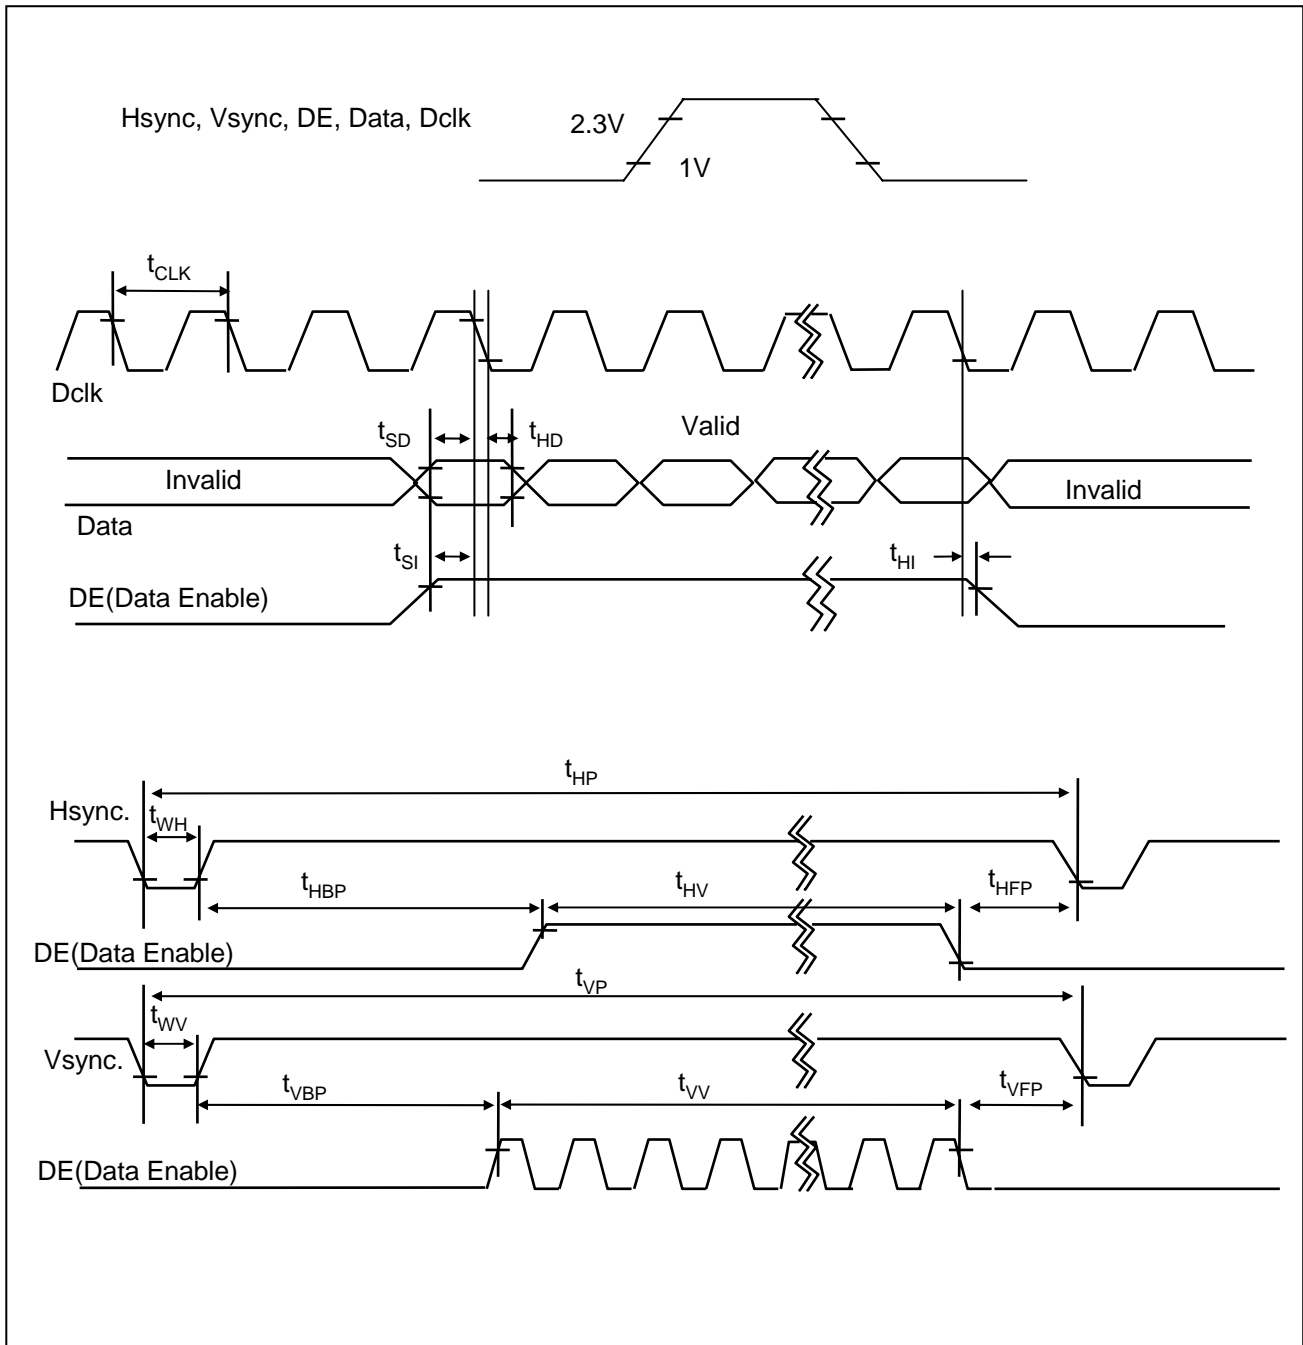 Hsync, Vsync, DE, Data, Dclk
2.3V
1V
tCLK
Dclk
tSD
tHD
Valid
Invalid
Invalid
Data
tSI
tHI
DE(Data Enable)
tHP
Hsync.
tWH
tHBP
tHV
tHFP
DE(Data Enable)
tVP
tWV
Vsync.
tVBP
tVV
tVFP
DE(Data Enable)